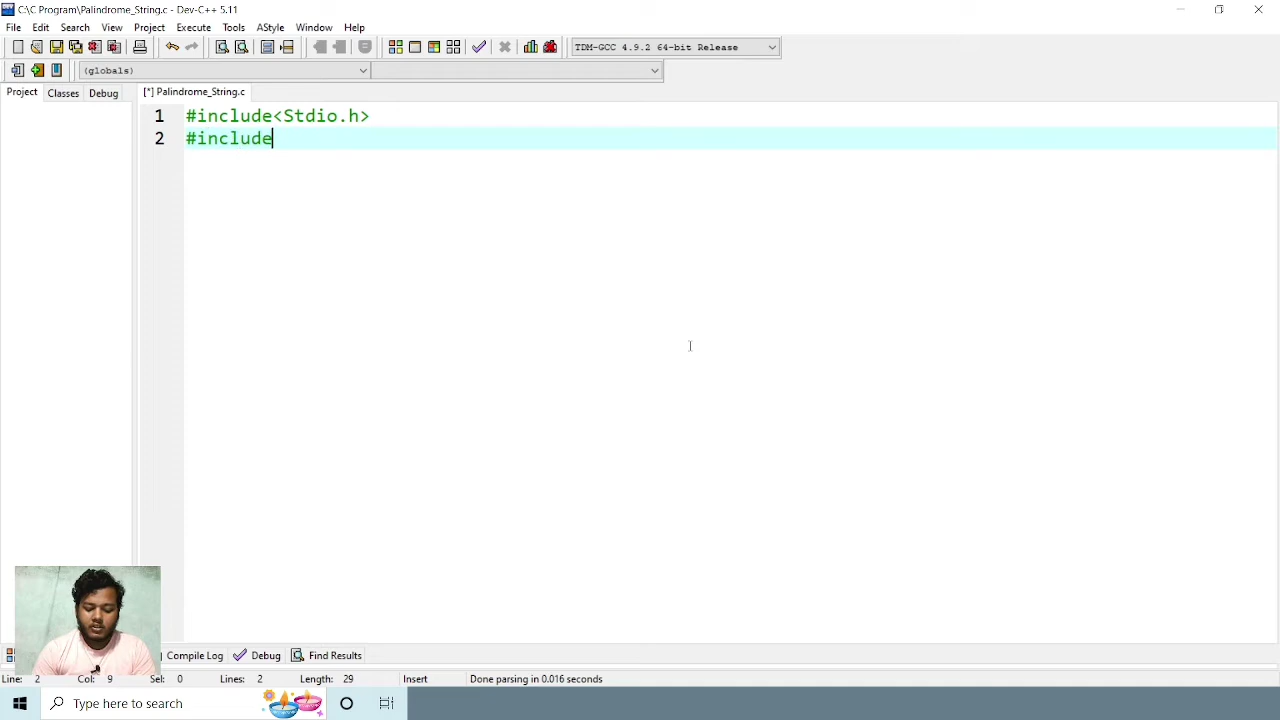 C:\C Program\Palindrome_String.c - Dev-C++ 5.11
File Edit Search View Project Execute Tools AStyle Window Help
TDM-GCC 4.9.2 64-bit Release
(globals)
Project Classes Debug [*] Palindrome_String.c
1 #include<Stdio.h>
2 #include
Compile Log Debug Find Results
Line: 2 Col: 9 Sel: 0 Lines: 2 Length: 29 Insert Done parsing in 0.016 seconds
Type here to search